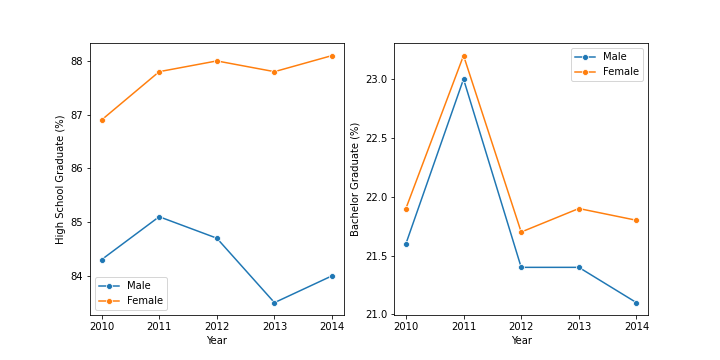 High School Graduate (%)
88
87
86
85
84
Male
Female
2010 2011 2012 2013 2014
Year
Bachelor Graduate (%)
23.0
22.5
22.0
21.5
21.0
Male
Female
2010 2011 2012 2013 2014
Year